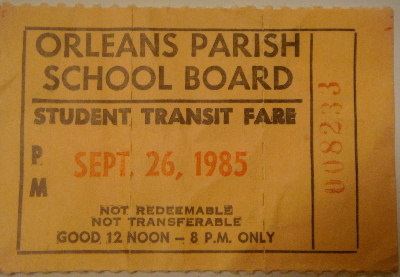 ORLEANS PARISH
SCHOOL BOARD
STUDENT TRANSIT FARE
PM
SEPT. 26, 1985
NOT REDEEMABLE
NOT TRANSFERABLE
GOOD 12 NOON – 8 P.M. ONLY
008233